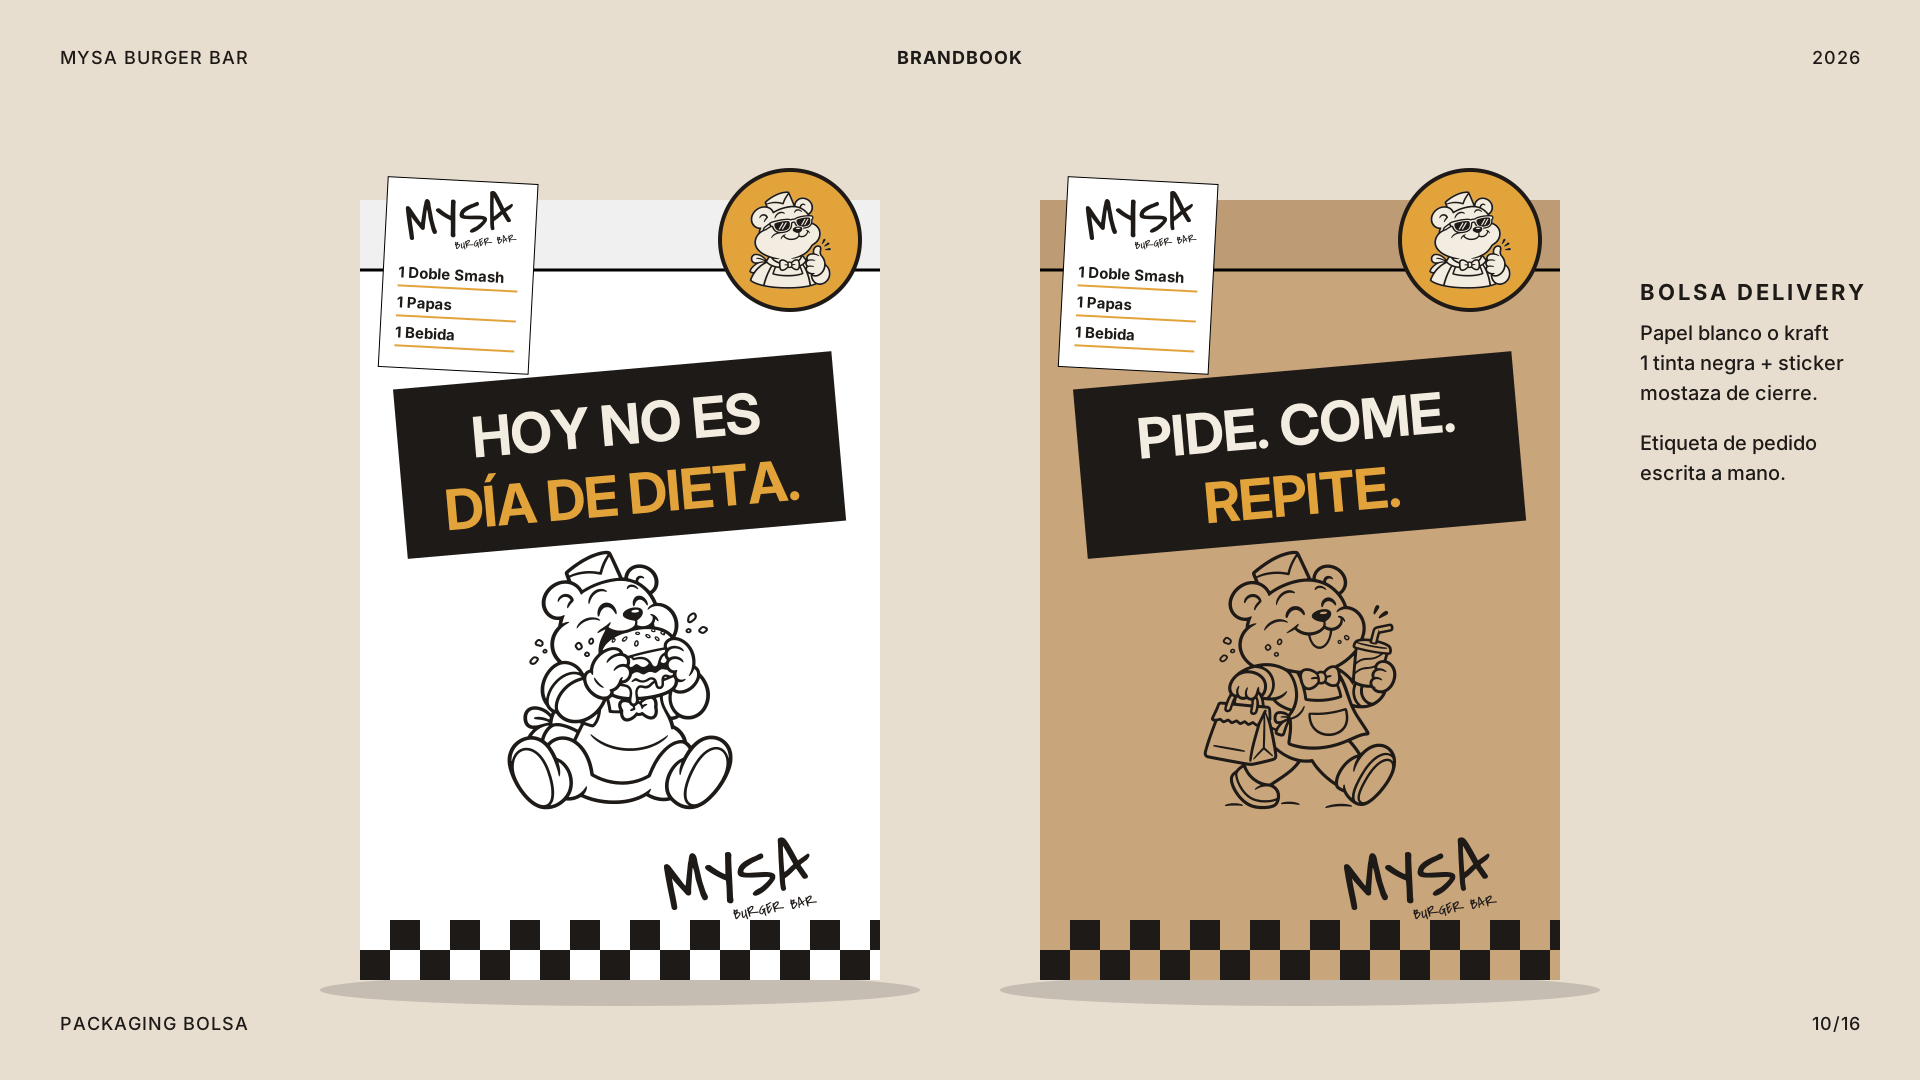 MYSA BURGER BAR
BRANDBOOK
2026
MYSA
BURGER BAR
1 Doble Smash
1 Papas
1 Bebida
HOY NO ES
DÍA DE DIETA.
MYSA
BURGER BAR
MYSA
BURGER BAR
1 Doble Smash
1 Papas
1 Bebida
PIDE. COME.
REPITE.
MYSA
BURGER BAR
BOLSA DELIVERY
Papel blanco o kraft
1 tinta negra + sticker
mostaza de cierre.
Etiqueta de pedido
escrita a mano.
PACKAGING BOLSA
10/16